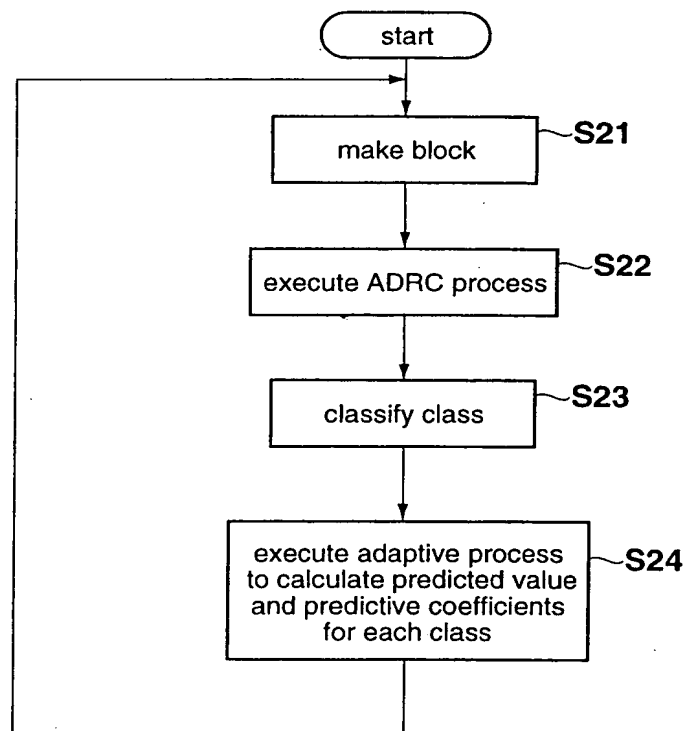 start
make block
S21
execute ADRC process
S22
classify class
S23
execute adaptive process
to calculate predicted value
and predictive coefficients
for each class
S24